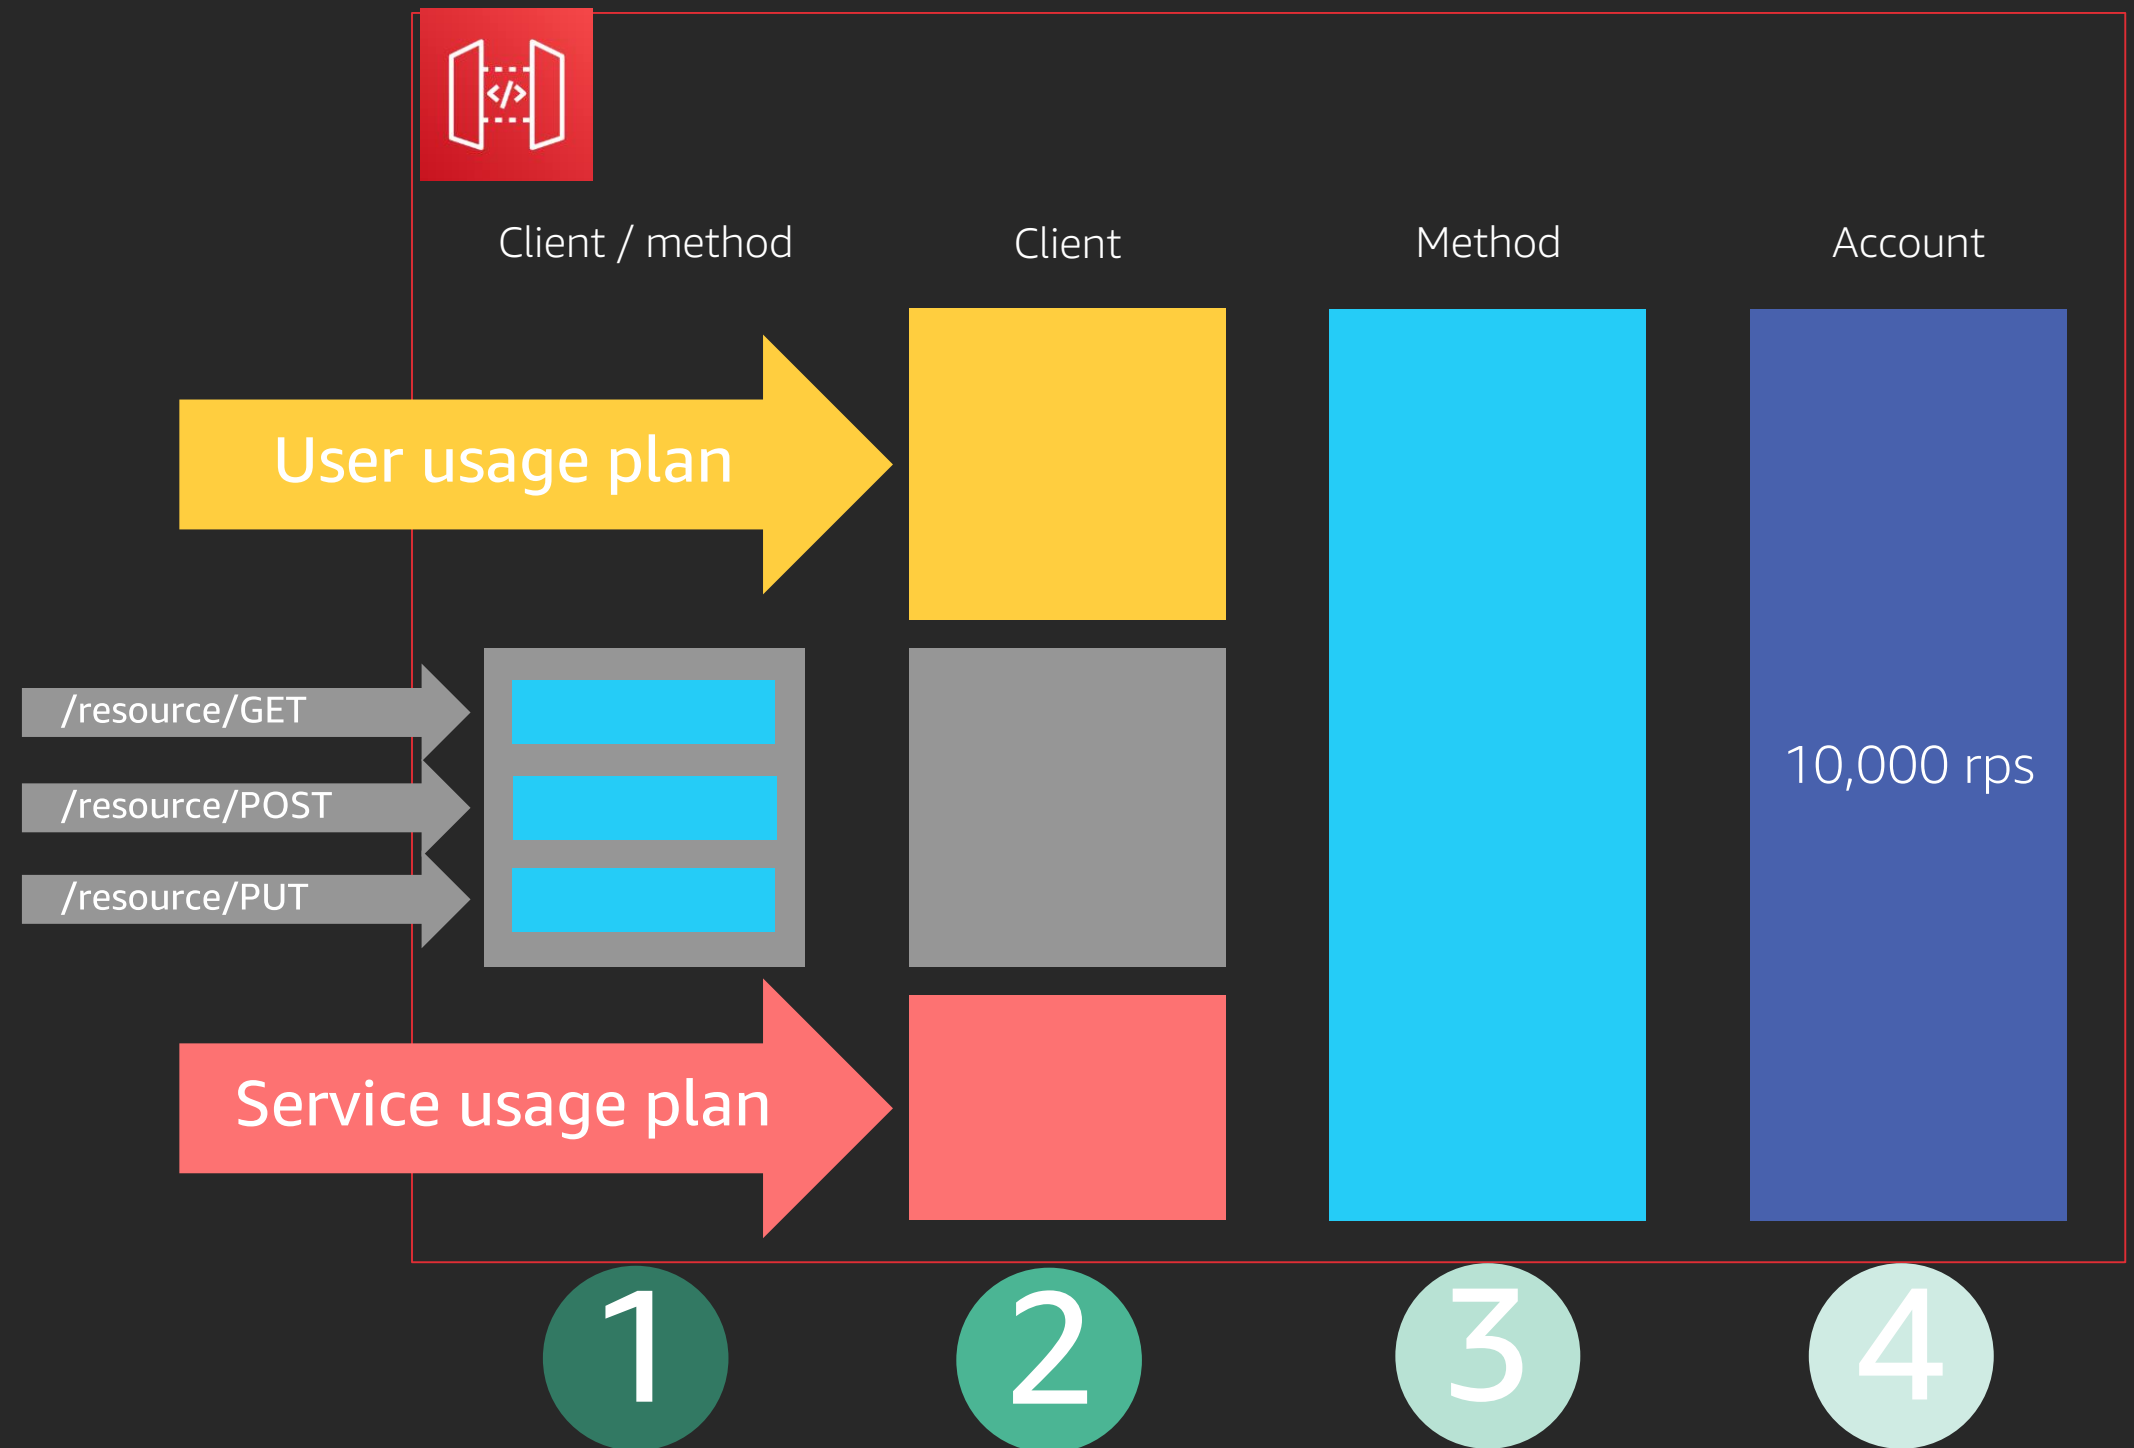 </>
Client / method
Client
Method
Account
User usage plan
/resource/GET
/resource/POST
/resource/PUT
10,000 rps
Service usage plan
1
2
3
4